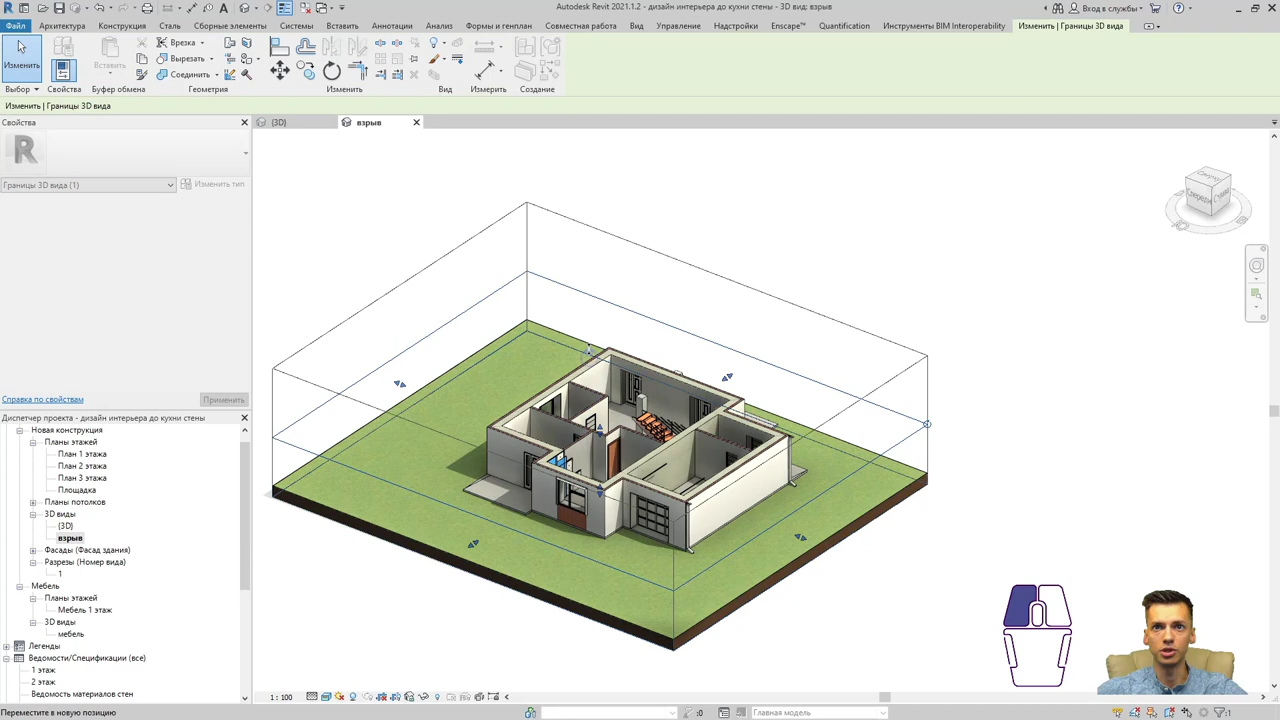 Autodesk Revit 2021.1.2 - дизайн интерьера до кухни стены - 3D вид: взрыв
Вход в службы
Файл Архитектура Конструкция Сталь Сборные элементы Системы Вставить Аннотации Анализ Формы и генплан Совместная работа Вид Управление Надстройки Enscape™ Quantification Инструменты BIM Interoperability Изменить | Границы 3D вида
Врезка
Вырезать
Соединить
Изменить Вставить
Выбор Свойства Буфер обмена Геометрия Изменить Вид Измерить Создание
Изменить | Границы 3D вида
Свойства
{3D} взрыв
Границы 3D вида (1) Изменить тип
Справка по свойствам Применить
Диспетчер проекта - дизайн интерьера до кухни стены
Новая конструкция
Планы этажей
План 1 этажа
План 2 этажа
План 3 этажа
Площадка
Планы потолков
3D виды
{3D}
взрыв
Фасады (Фасад здания)
Разрезы (Номер вида)
1
Мебель
Планы этажей
Мебель 1 этаж
3D виды
мебель
Легенды
Ведомости/Спецификации (все)
1 этаж
2 этаж
Ведомость материалов стен
1 : 100
Переместите в новую позицию
:0
Главная модель
:1